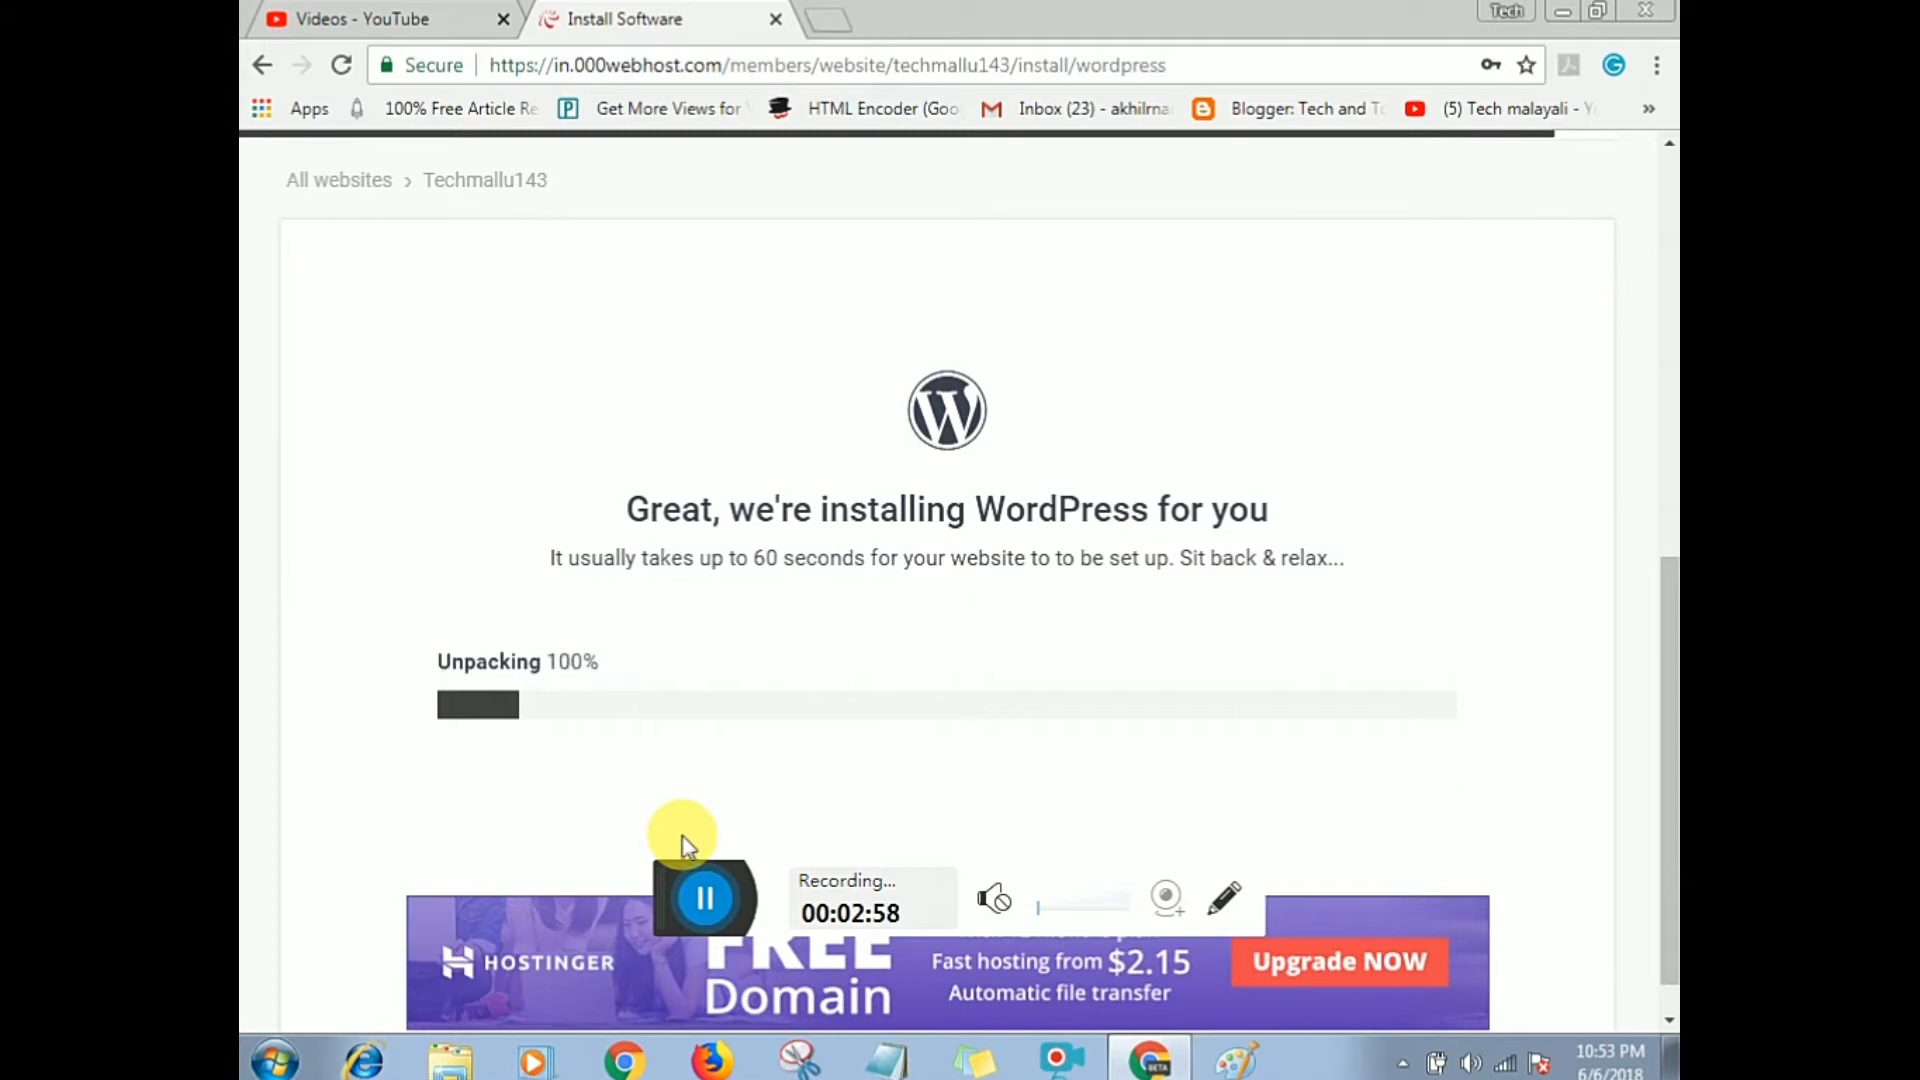 Videos - YouTube
Install Software
Tech
Secure
https://in.000webhost.com/members/website/techmallu143/install/wordpress
Apps
100% Free Article Re
Get More Views for
HTML Encoder (Goo
Inbox (23) - akhilrna
Blogger: Tech and To
(5) Tech malayali - Y
»
All websites › Techmallu143
Great, we're installing WordPress for you
It usually takes up to 60 seconds for your website to to be set up. Sit back & relax...
Unpacking 100%
Recording...
00:02:58
HOSTINGER
FREE
Domain
Fast hosting from $2.15
Automatic file transfer
Upgrade NOW
BETA
10:53 PM
6/6/2018